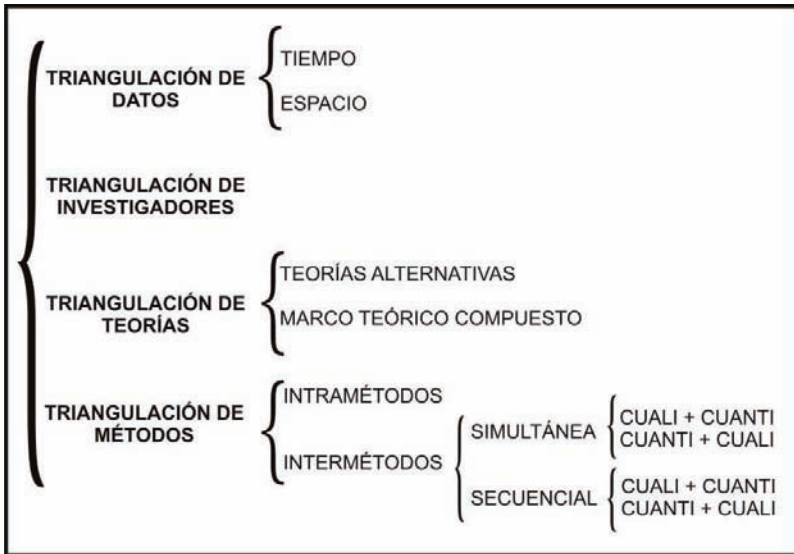 TRIANGULACIÓN DE
DATOS
TIEMPO
ESPACIO
TRIANGULACIÓN DE
INVESTIGADORES
TRIANGULACIÓN DE
TEORÍAS
TEORÍAS ALTERNATIVAS
MARCO TEÓRICO COMPUESTO
TRIANGULACIÓN DE
MÉTODOS
INTRAMÉTODOS
INTERMÉTODOS
SIMULTÁNEA
CUALI + CUANTI
CUANTI + CUALI
SECUENCIAL
CUALI + CUANTI
CUANTI + CUALI